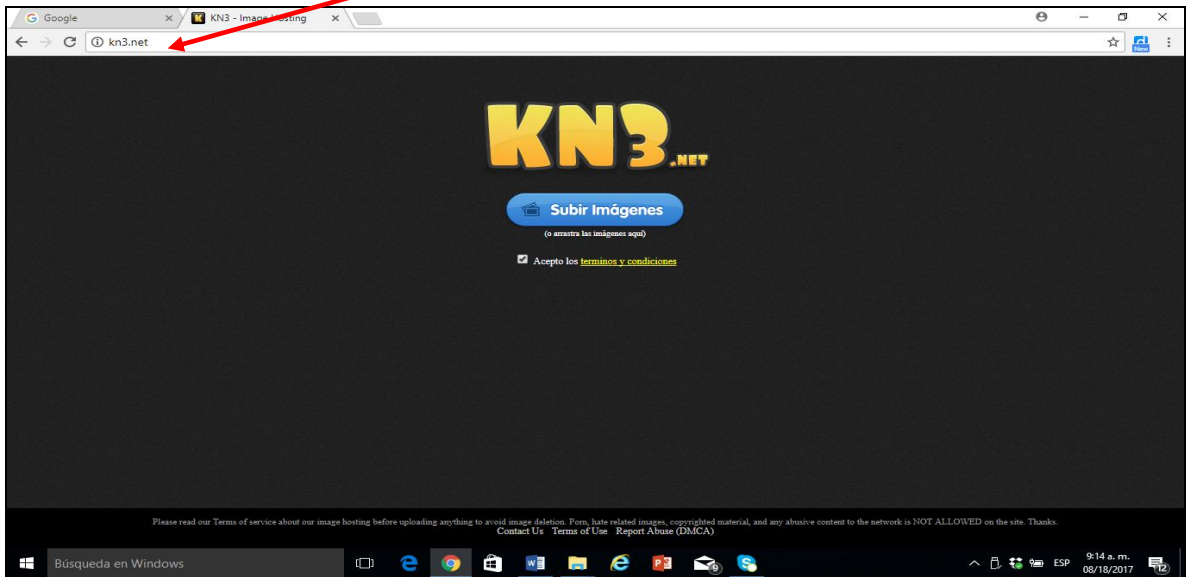 Google
KN3 - Image Hosting
kn3.net
New
KN3.NET
Subir Imágenes
(o arrastra las imágenes aquí)
Acepto los terminos y condiciones
Please read our Terms of service about our image hosting before uploading anything to avoid image deletion. Porn, hate related images, copyrighted material, and any abusive content to the network is NOT ALLOWED on the site. Thanks.
Contact Us Terms of Use Report Abuse (DMCA)
Búsqueda en Windows
9
ESP
9:14 a. m.
08/18/2017
12